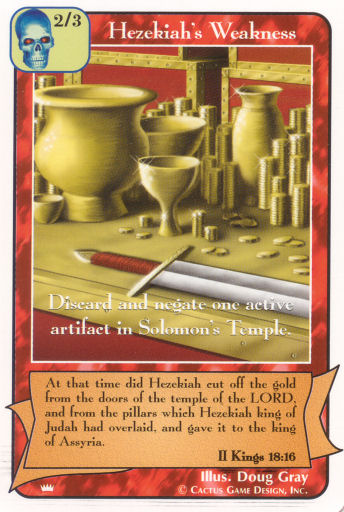 2/3
Hezekiah's Weakness
Discard and negate one active
artifact in Solomon's Temple.
At that time did Hezekiah cut off the gold
from the doors of the temple of the LORD,
and from the pillars which Hezekiah king of
Judah had overlaid, and gave it to the king
of Assyria.
II Kings 18:16
Illus. Doug Gray
© Cactus Game Design, Inc.